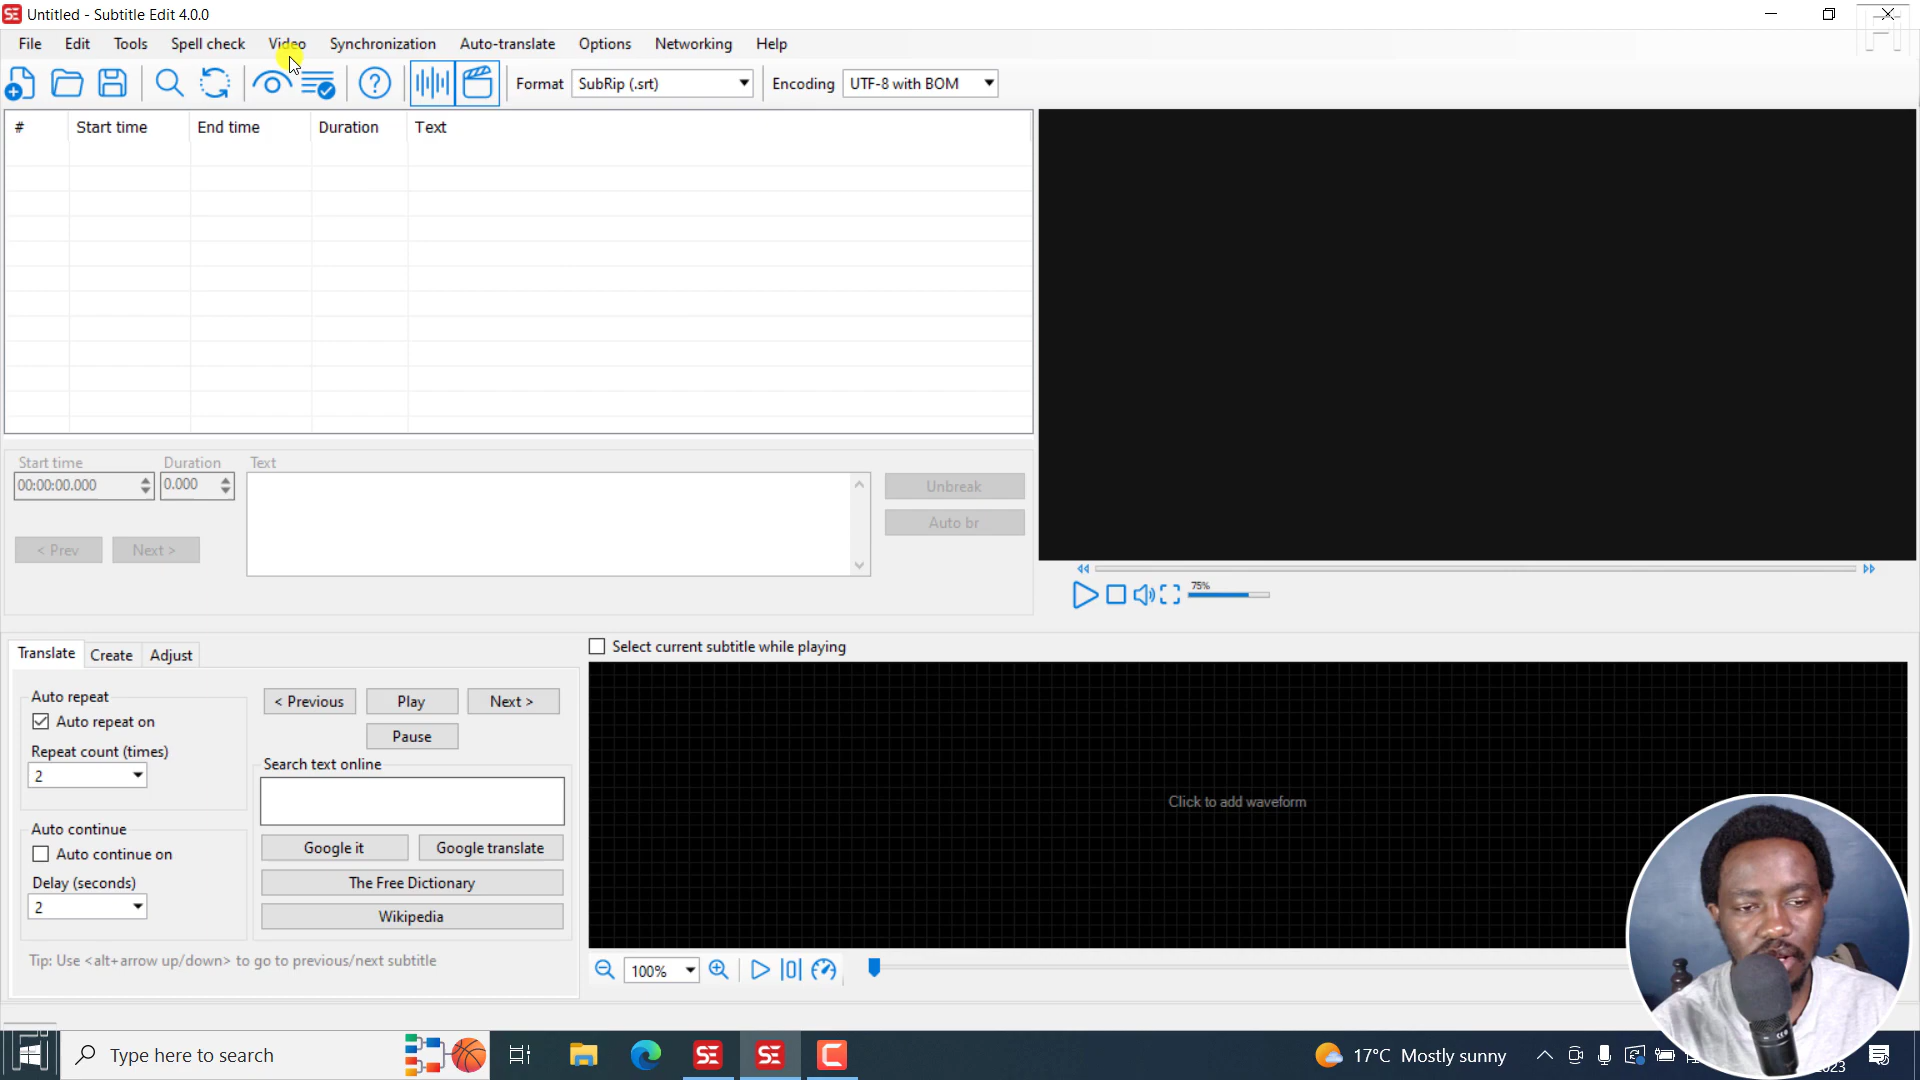 SE Untitled - Subtitle Edit 4.0.0
File Edit Tools Spell check Video Synchronization Auto-translate Options Networking Help
Format SubRip (.srt) Encoding UTF-8 with BOM
# Start time End time Duration Text
Start time Duration Text
00:00:00.000 0.000
Unbreak
Auto br
< Prev Next >
75%
Translate Create Adjust
Select current subtitle while playing
Auto repeat
Auto repeat on
Repeat count (times)
2
Auto continue
Auto continue on
Delay (seconds)
2
< Previous Play Next >
Pause
Search text online
Google it Google translate
The Free Dictionary
Wikipedia
Tip: Use <alt+arrow up/down> to go to previous/next subtitle
Click to add waveform
100%
Type here to search
SE SE
17°C Mostly sunny
2023